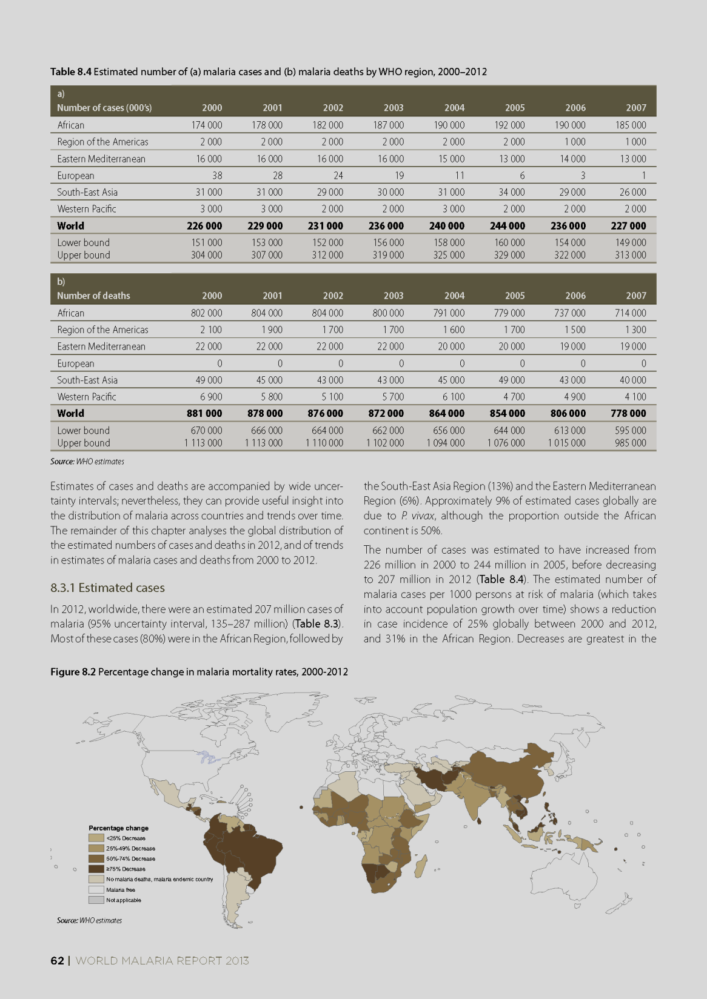 Table 8.4 Estimated number of (a) malaria cases and (b) malaria deaths by WHO region, 2000–2012
a)
Number of cases (000's) 2000 2001 2002 2003 2004 2005 2006 2007
African 174 000 178 000 182 000 187 000 190 000 192 000 190 000 185 000
Region of the Americas 2 000 2 000 2 000 2 000 2 000 2 000 1 000 1 000
Eastern Mediterranean 16 000 16 000 16 000 16 000 15 000 13 000 14 000 13 000
European 38 28 24 19 11 6 3 1
South-East Asia 31 000 31 000 29 000 30 000 31 000 34 000 29 000 26 000
Western Pacific 3 000 3 000 2 000 2 000 3 000 2 000 2 000 2 000
World 226 000 229 000 231 000 236 000 240 000 244 000 236 000 227 000
Lower bound 151 000 153 000 152 000 156 000 158 000 160 000 154 000 149 000
Upper bound 304 000 307 000 312 000 319 000 325 000 329 000 322 000 313 000
b)
Number of deaths 2000 2001 2002 2003 2004 2005 2006 2007
African 802 000 804 000 804 000 800 000 791 000 779 000 737 000 714 000
Region of the Americas 2 100 1 900 1 700 1 700 1 600 1 700 1 500 1 300
Eastern Mediterranean 22 000 22 000 22 000 22 000 20 000 20 000 19 000 19 000
European 0 0 0 0 0 0 0 0
South-East Asia 49 000 45 000 43 000 43 000 45 000 49 000 43 000 40 000
Western Pacific 6 900 5 800 5 100 5 700 6 100 4 700 4 900 4 100
World 881 000 878 000 876 000 872 000 864 000 854 000 806 000 778 000
Lower bound 670 000 666 000 664 000 662 000 656 000 644 000 613 000 595 000
Upper bound 1 113 000 1 113 000 1 110 000 1 102 000 1 094 000 1 076 000 1 015 000 985 000
Source: WHO estimates
Estimates of cases and deaths are accompanied by wide uncer-
tainty intervals; nevertheless, they can provide useful insight into
the distribution of malaria across countries and trends over time.
The remainder of this chapter analyses the global distribution of
the estimated numbers of cases and deaths in 2012, and of trends
in estimates of malaria cases and deaths from 2000 to 2012.
8.3.1 Estimated cases
In 2012, worldwide, there were an estimated 207 million cases of
malaria (95% uncertainty interval, 135–287 million) (Table 8.3).
Most of these cases (80%) were in the African Region, followed by
the South-East Asia Region (13%) and the Eastern Mediterranean
Region (6%). Approximately 9% of estimated cases globally are
due to P. vivax, although the proportion outside the African
continent is 50%.
The number of cases was estimated to have increased from
226 million in 2000 to 244 million in 2005, before decreasing
to 207 million in 2012 (Table 8.4). The estimated number of
malaria cases per 1000 persons at risk of malaria (which takes
into account population growth over time) shows a reduction
in case incidence of 25% globally between 2000 and 2012,
and 31% in the African Region. Decreases are greatest in the
Figure 8.2 Percentage change in malaria mortality rates, 2000-2012
Percentage change
<25% Decrease
25%-49% Decrease
50%-74% Decrease
≥75% Decrease
No malaria deaths, malaria endemic country
Malaria free
Not applicable
Source: WHO estimates
62 | WORLD MALARIA REPORT 2013